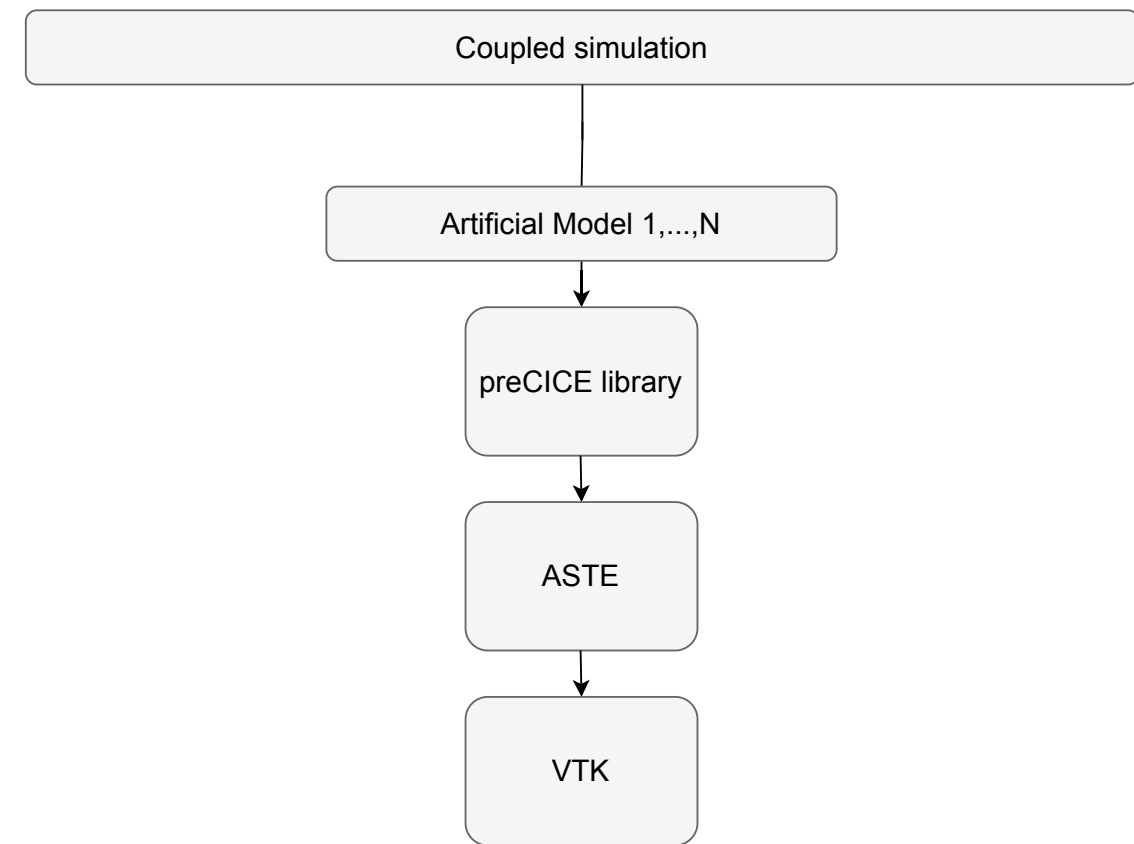 Coupled simulation
Artificial Model 1,...,N
preCICE library
ASTE
VTK